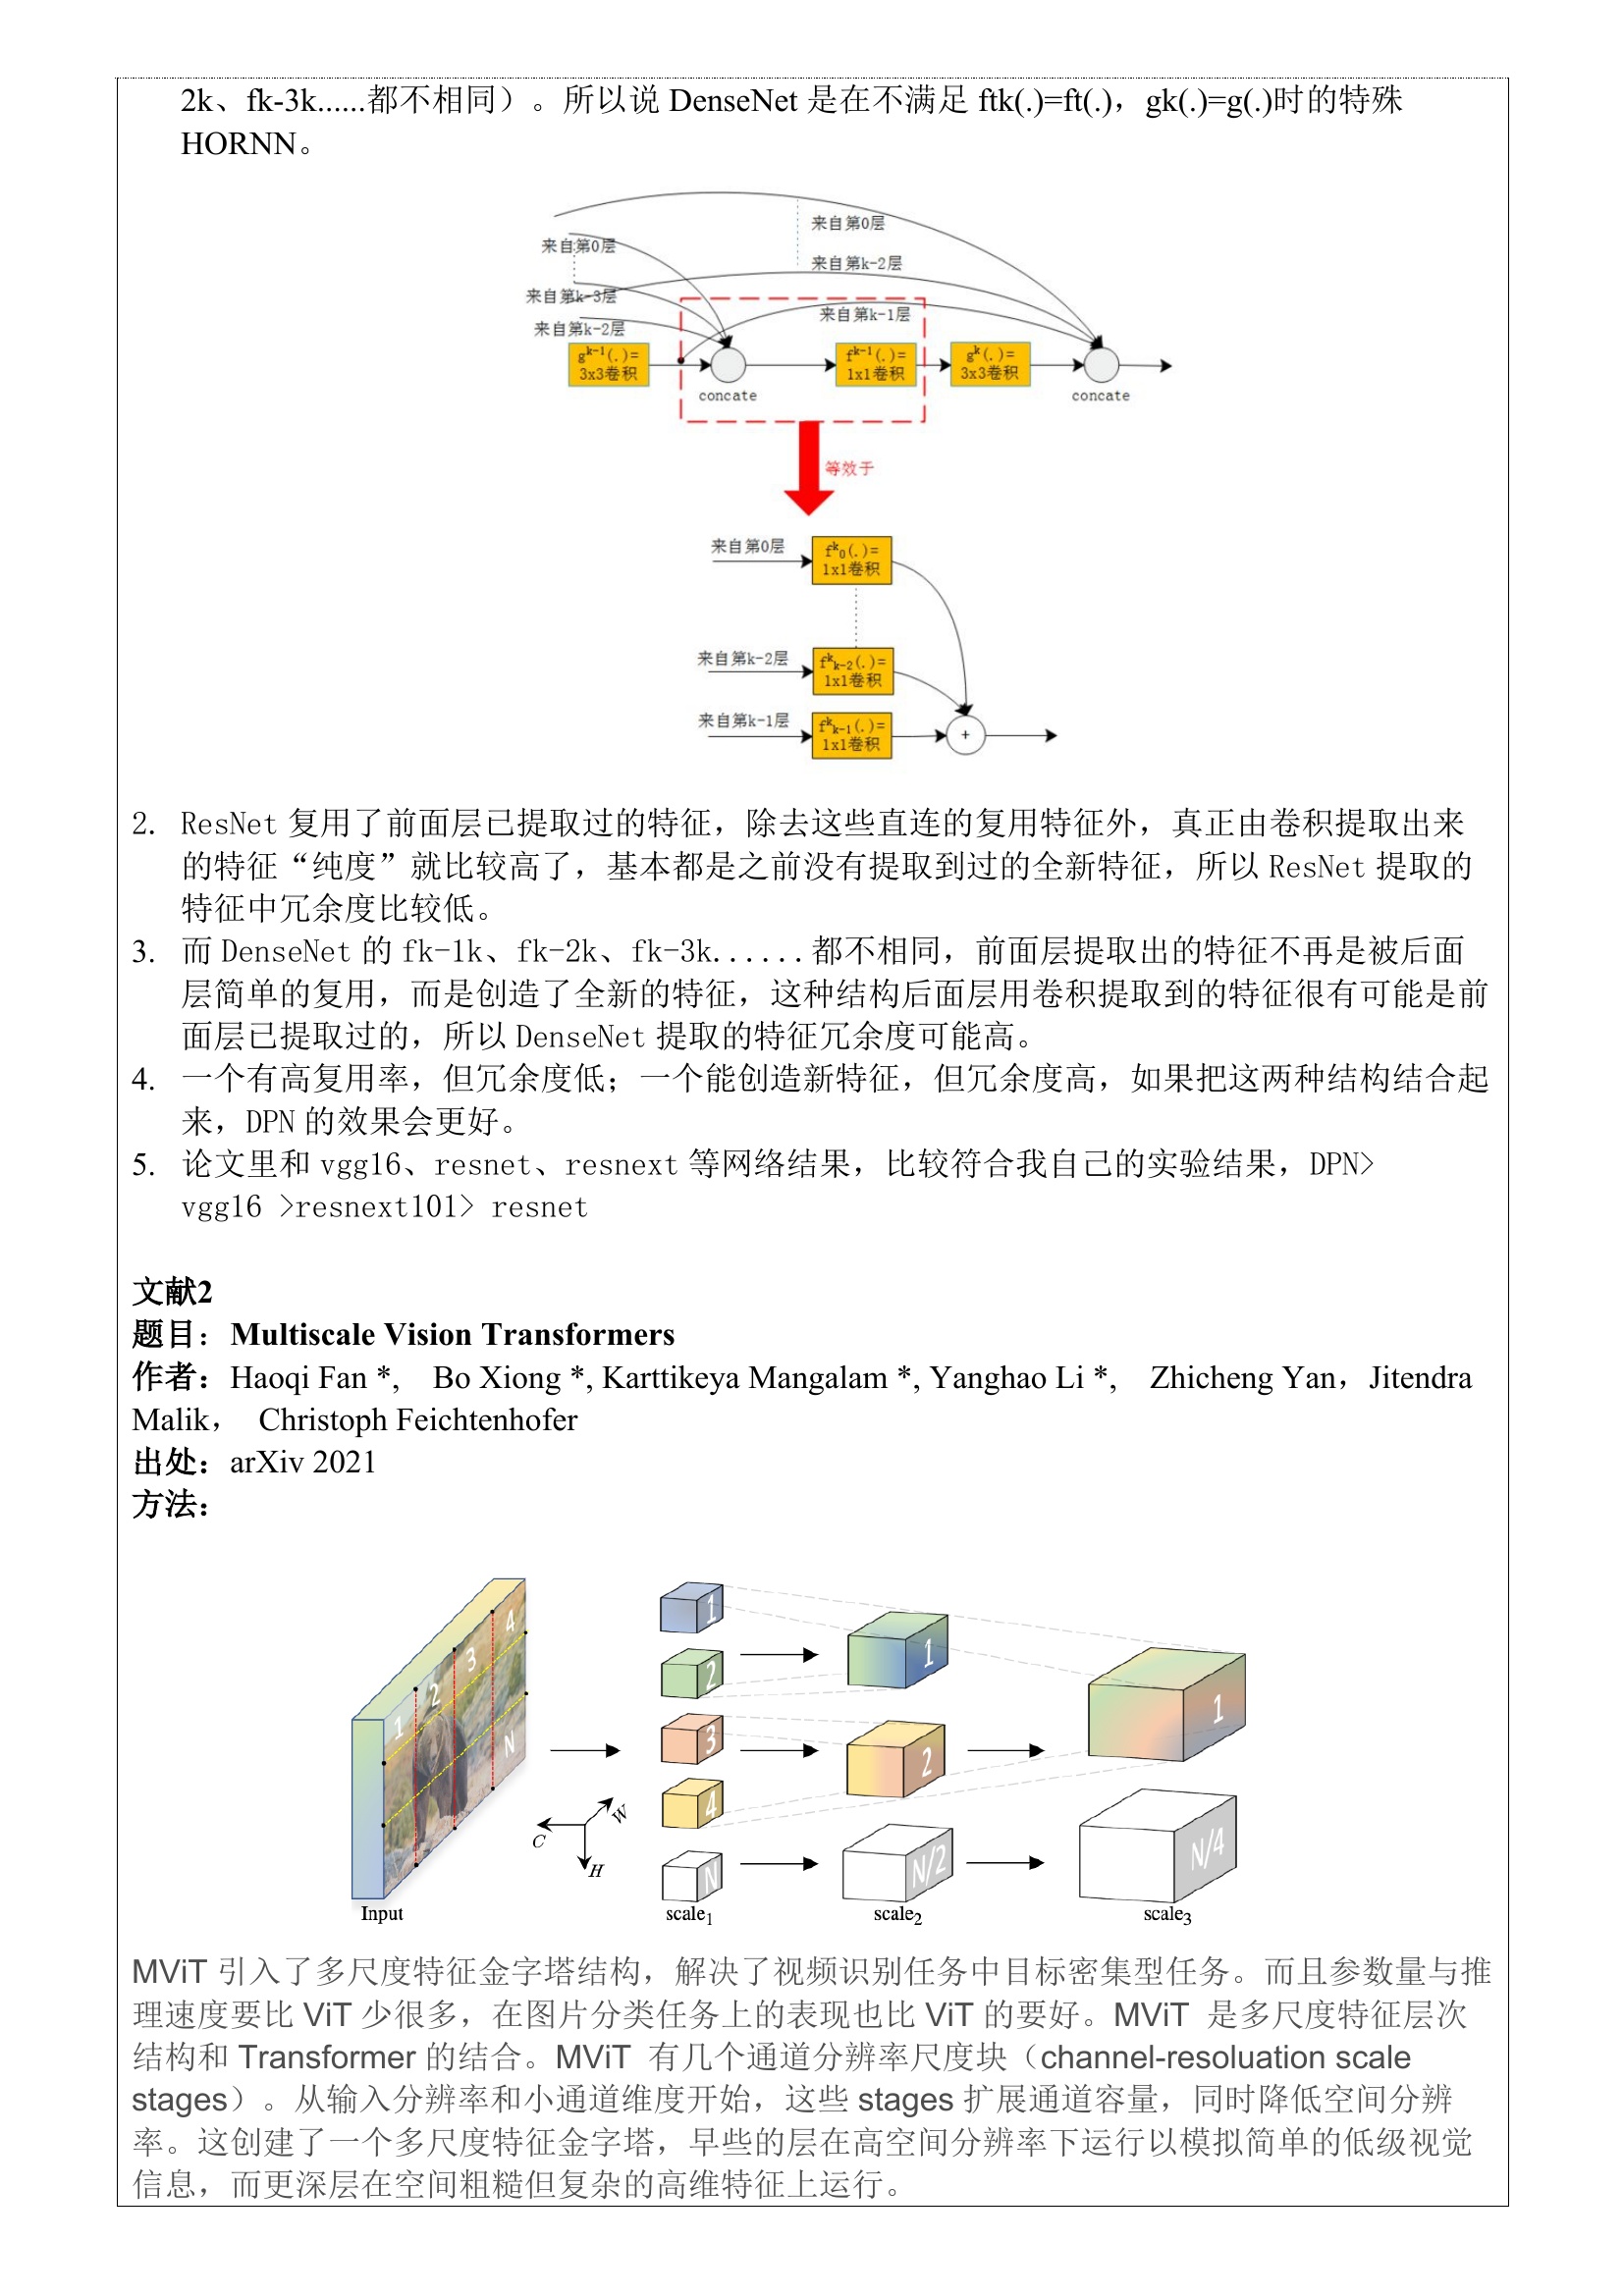 2k、fk-3k......都不相同）。所以说 DenseNet 是在不满足 ftk(.)=ft(.)，gk(.)=g(.)时的特殊
HORNN。
来自第0层
来自第0层
来自第k-2层
来自第k-3层
来自第k-1层
来自第k-2层
gk-1(.)=
3x3卷积
concate
fk-1(.)=
1x1卷积
gk(.)=
3x3卷积
concate
等效于
来自第0层
fk0(.)=
1x1卷积
来自第k-2层
fkk-2(.)=
1x1卷积
来自第k-1层
fkk-1(.)=
1x1卷积
+
2. ResNet 复用了前面层已提取过的特征，除去这些直连的复用特征外，真正由卷积提取出来
的特征“纯度”就比较高了，基本都是之前没有提取到过的全新特征，所以 ResNet 提取的
特征中冗余度比较低。
3. 而 DenseNet 的 fk-1k、fk-2k、fk-3k......都不相同，前面层提取出的特征不再是被后面
层简单的复用，而是创造了全新的特征，这种结构后面层用卷积提取到的特征很有可能是前
面层已提取过的，所以 DenseNet 提取的特征冗余度可能高。
4. 一个有高复用率，但冗余度低；一个能创造新特征，但冗余度高，如果把这两种结构结合起
来，DPN 的效果会更好。
5. 论文里和 vgg16、resnet、resnext 等网络结果，比较符合我自己的实验结果，DPN>
vgg16 >resnext101> resnet
文献2
题目：Multiscale Vision Transformers
作者：Haoqi Fan *, Bo Xiong *, Karttikeya Mangalam *, Yanghao Li *, Zhicheng Yan，Jitendra
Malik， Christoph Feichtenhofer
出处：arXiv 2021
方法：
1
2
3
4
N
Input
C
W
H
1
2
3
4
N
scale1
1
2
N/2
scale2
1
N/4
scale3
MViT 引入了多尺度特征金字塔结构，解决了视频识别任务中目标密集型任务。而且参数量与推
理速度要比 ViT 少很多，在图片分类任务上的表现也比 ViT 的要好。MViT 是多尺度特征层次
结构和 Transformer 的结合。MViT 有几个通道分辨率尺度块（channel-resoluation scale
stages）。从输入分辨率和小通道维度开始，这些 stages 扩展通道容量，同时降低空间分辨
率。这创建了一个多尺度特征金字塔，早些的层在高空间分辨率下运行以模拟简单的低级视觉
信息，而更深层在空间粗糙但复杂的高维特征上运行。